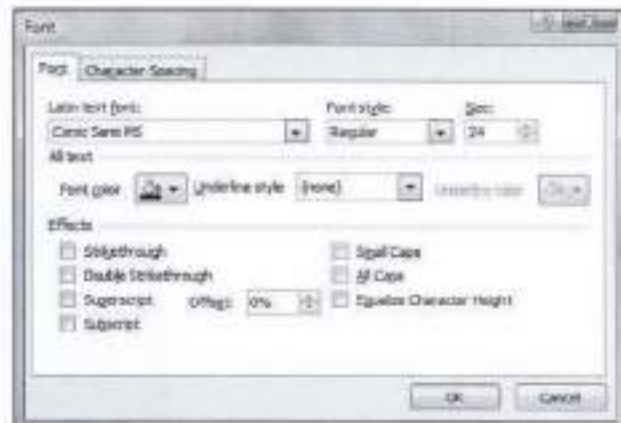 Font
Font Character Spacing
Latin text font: Font style: Size:
Comic Sans MS Regular 24
All text
Font color Underline style (none) Underline color
Effects
Strikethrough Small Caps
Double Strikethrough All Caps
Superscript Offset: 0% Equalize Character Height
Subscript
OK Cancel